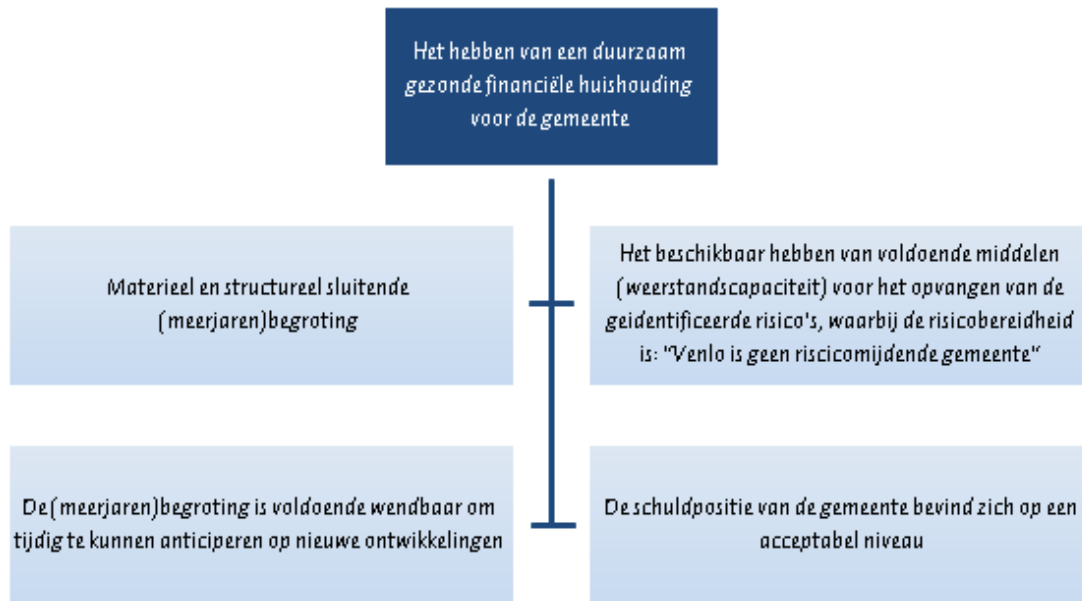 Het hebben van een duurzaam
gezonde financiële huishouding
voor de gemeente
Materieel en structureel sluitende
(meerjaren)begroting
Het beschikbaar hebben van voldoende middelen
(weerstandscapaciteit) voor het opvangen van de
geidentificeerde risico's, waarbij de risicobereidheid
is: "Venlo is geen riscicomijdende gemeente"
De (meerjaren)begroting is voldoende wendbaar om
tijdig te kunnen anticiperen op nieuwe ontwikkelingen
De schuldpositie van de gemeente bevind zich op een
acceptabel niveau